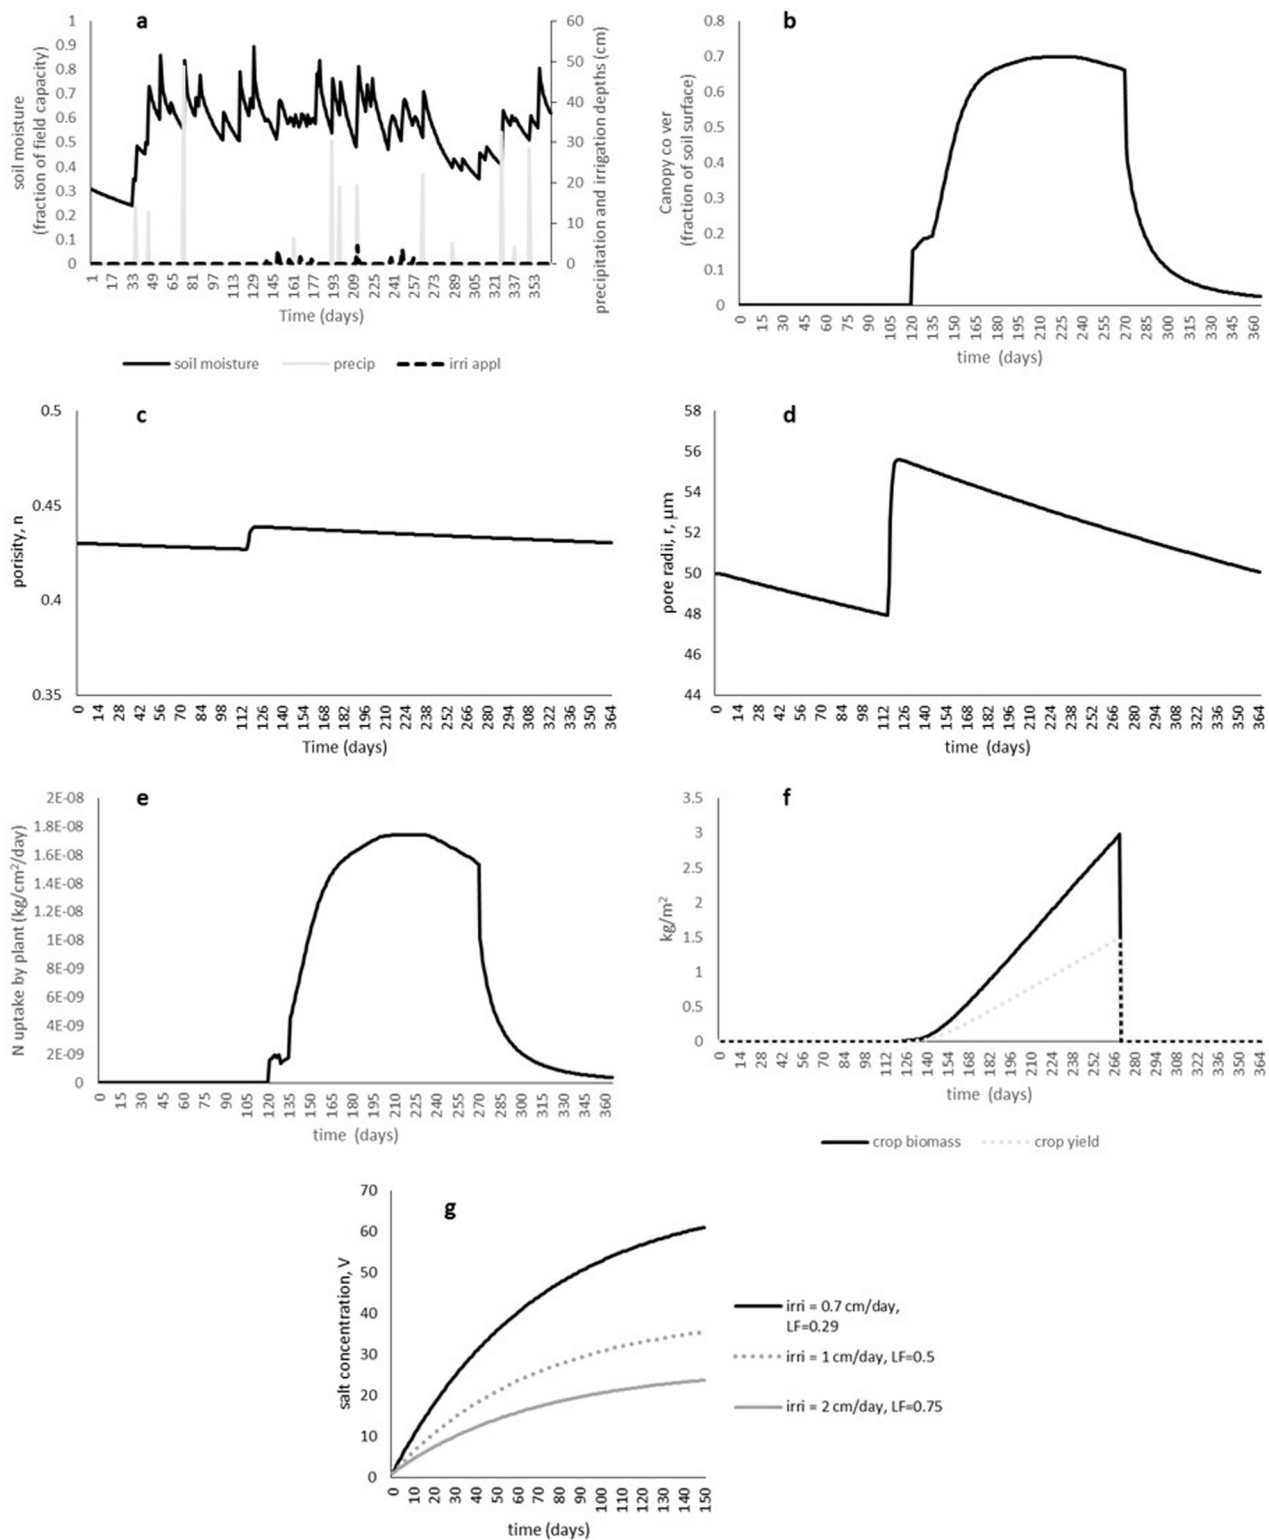 a
soil moisture
(fraction of field capacity)
1
0.9
0.8
0.7
0.6
0.5
0.4
0.3
0.2
0.1
0
60
50
40
30
20
10
0
precipitation and irrigation depths (cm)
1 17 33 49 65 81 97 113 129 145 161 177 193 209 225 241 257 273 289 305 321 337 353
Time (days)
soil moisture precip irri appl
b
Canopy co ver
(fraction of soil surface)
0.8
0.7
0.6
0.5
0.4
0.3
0.2
0.1
0
0 15 30 45 60 75 90 105 120 135 150 165 180 195 210 225 240 255 270 285 300 315 330 345 360
time (days)
c
porisity, n
0.5
0.45
0.4
0.35
0 14 28 42 56 70 84 98 112 126 140 154 168 182 196 210 224 238 252 266 280 294 308 322 336 350 364
Time (days)
d
pore radii, r, µm
58
56
54
52
50
48
46
44
0 14 28 42 56 70 84 98 112 126 140 154 168 182 196 210 224 238 252 266 280 294 308 322 336 350 364
time (days)
e
N uptake by plant (kg/cm²/day)
2E-08
1.8E-08
1.6E-08
1.4E-08
1.2E-08
1E-08
8E-09
6E-09
4E-09
2E-09
0
0 15 30 45 60 75 90 105 120 135 150 165 180 195 210 225 240 255 270 285 300 315 330 345 360
time (days)
f
kg/m²
3.5
3
2.5
2
1.5
1
0.5
0
0 14 28 42 56 70 84 98 112 126 140 154 168 182 196 210 224 238 252 266 280 294 308 322 336 350 364
time (days)
crop biomass crop yield
g
salt concentration, V
70
60
50
40
30
20
10
0
0 10 20 30 40 50 60 70 80 90 100 110 120 130 140 150
time (days)
irri = 0.7 cm/day,
LF=0.29
irri = 1 cm/day, LF=0.5
irri = 2 cm/day, LF=0.75